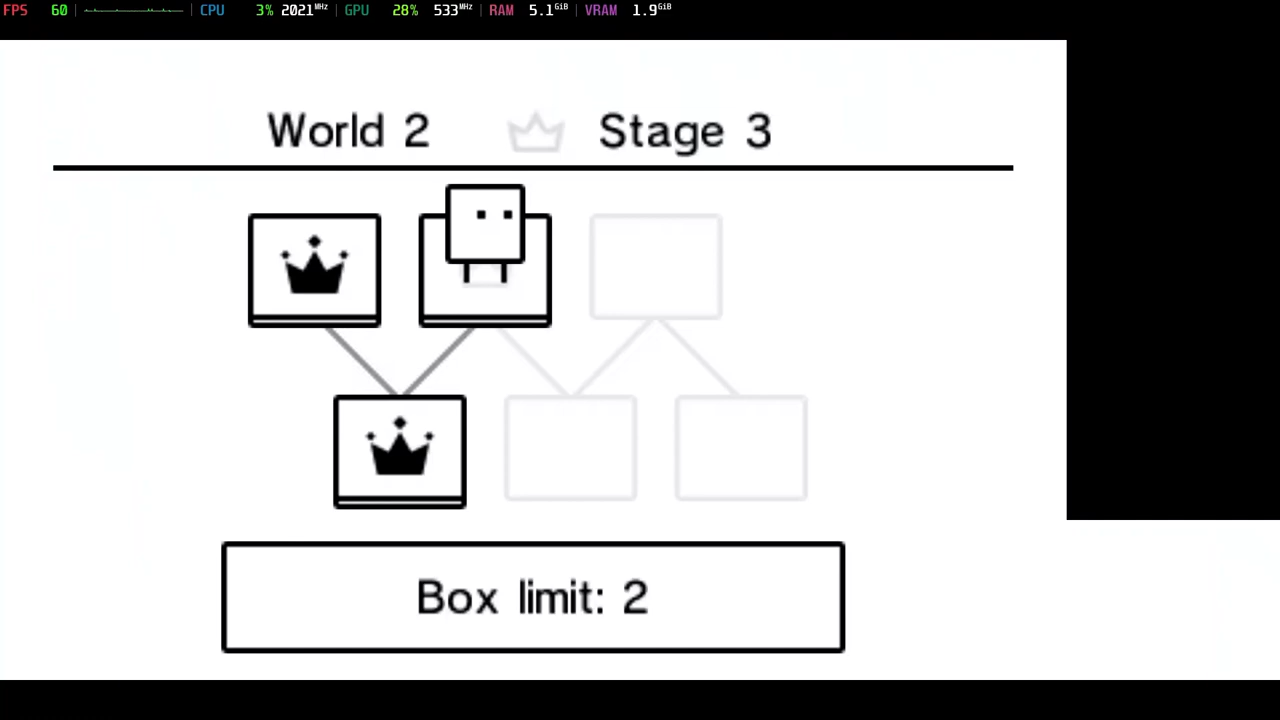 FPS 60 CPU 3% 2021MHz GPU 28% 533MHz RAM 5.1GiB VRAM 1.9GiB
World 2 Stage 3
Box limit: 2